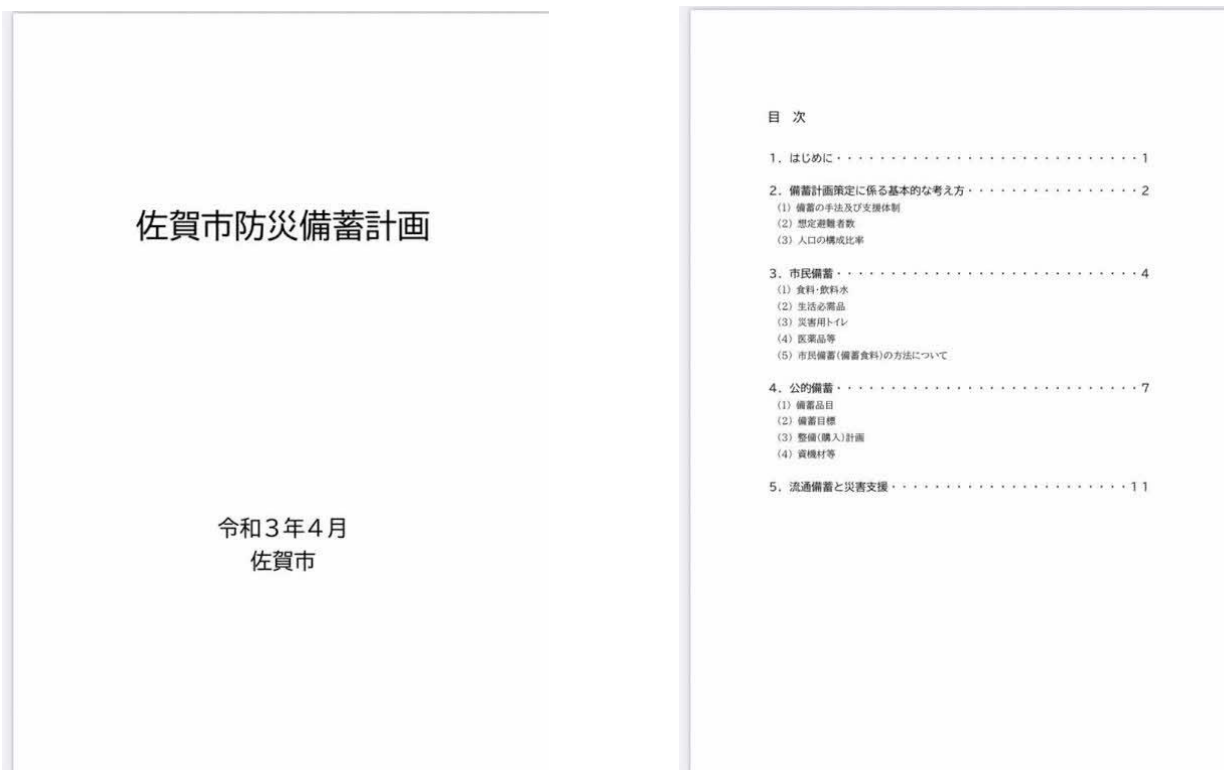 佐賀市防災備蓄計画
令和３年４月
佐賀市
目　次
１．はじめに・・・・・・・・・・・・・・・・・・・・・・・・・・・・１
２．備蓄計画策定に係る基本的な考え方・・・・・・・・・・・・・・・・２
（1）備蓄の手法及び支援体制
（2）想定避難者数
（3）人口の構成比率
３．市民備蓄・・・・・・・・・・・・・・・・・・・・・・・・・・・・４
（1）食料・飲料水
（2）生活必需品
（3）災害用トイレ
（4）医薬品等
（5）市民備蓄（備蓄食料）の方法について
４．公的備蓄・・・・・・・・・・・・・・・・・・・・・・・・・・・・７
（1）備蓄品目
（2）備蓄目標
（3）整備（購入）計画
（4）資機材等
５．流通備蓄と災害支援・・・・・・・・・・・・・・・・・・・・・・１１